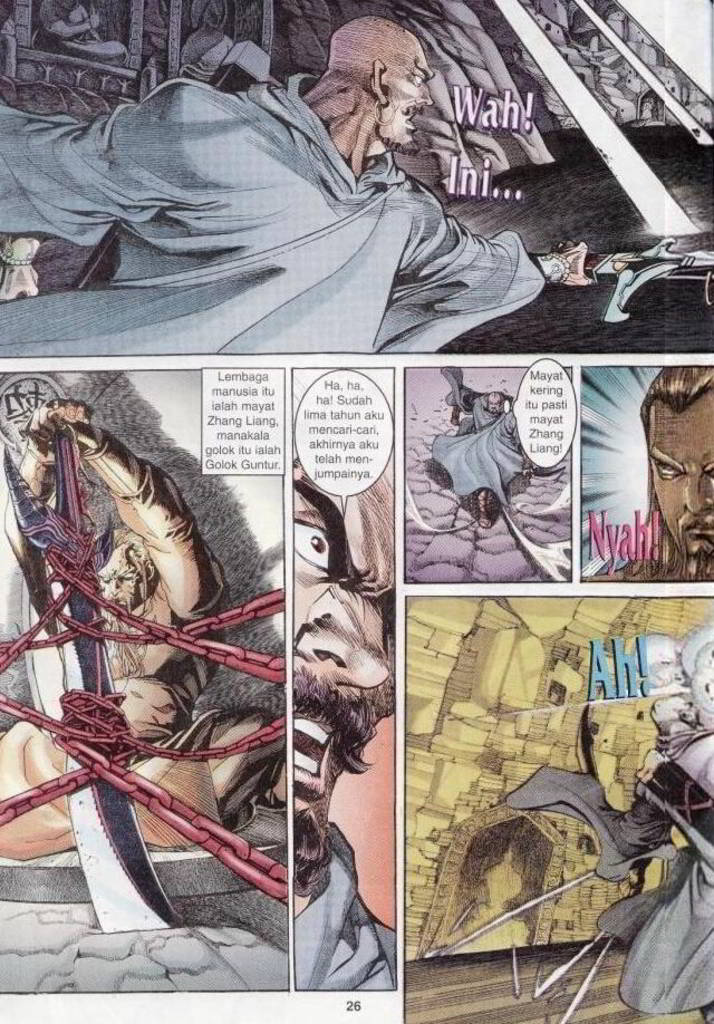 Wah!
Ini...
Lembaga
manusia itu
ialah mayat
Zhang Liang,
manakala
golok itu ialah
Golok Guntur.
Ha, ha,
ha! Sudah
lima tahun aku
mencari-cari,
akhirnya aku
telah men-
jumpainya.
Mayat
kering
itu pasti
mayat
Zhang
Liang!
Nyah!
Ah!
26